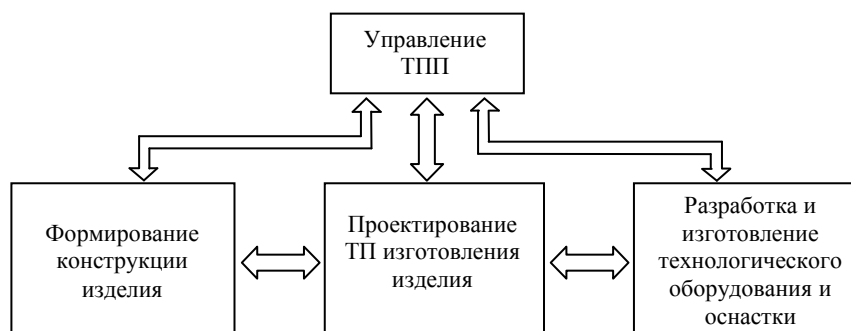 Управление
ТПП
Формирование
конструкции
изделия
Проектирование
ТП изготовления
изделия
Разработка и
изготовление
технологического
оборудования и
оснастки